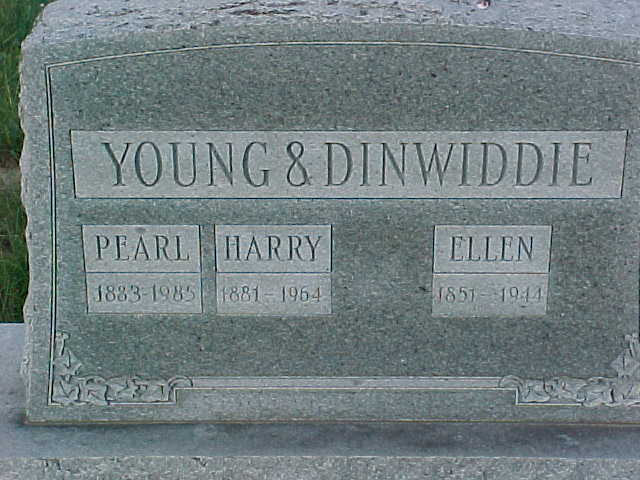 YOUNG & DINWIDDIE
PEARL HARRY ELLEN
1883-1985 1881-1964 1851-1944